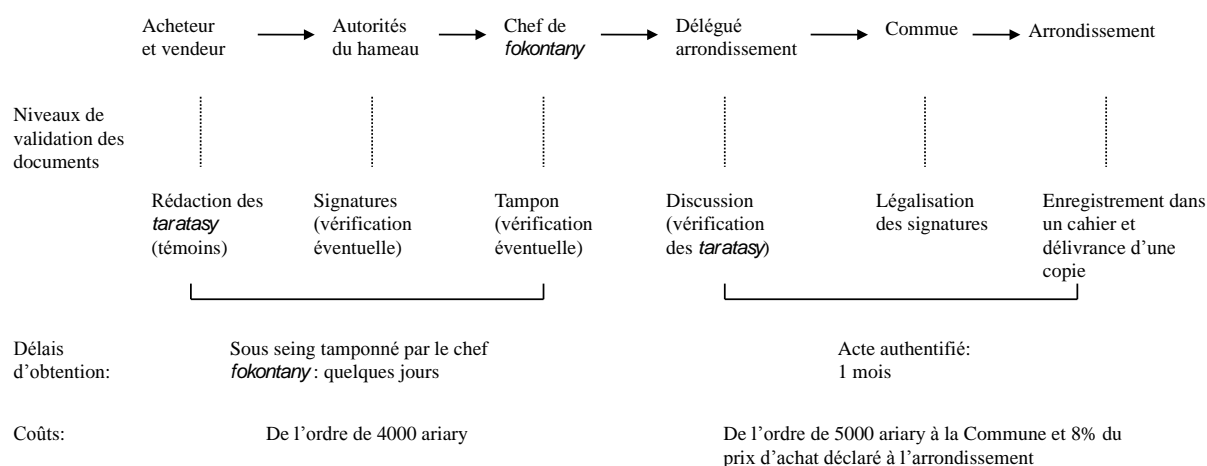 Acheteur
et vendeur
Autorités
du hameau
Chef de
fokontany
Délégué
arrondissement
Commue
Arrondissement
Niveaux de
validation des
documents
Rédaction des
taratasy
(témoins)
Signatures
(vérification
éventuelle)
Tampon
(vérification
éventuelle)
Discussion
(vérification
des taratasy)
Légalisation
des signatures
Enregistrement dans
un cahier et
délivrance d’une
copie
Délais
d’obtention:
Sous seing tamponné par le chef
fokontany : quelques jours
Acte authentifié:
1 mois
Coûts:
De l’ordre de 4000 ariary
De l’ordre de 5000 ariary à la Commune et 8% du
prix d’achat déclaré à l’arrondissement